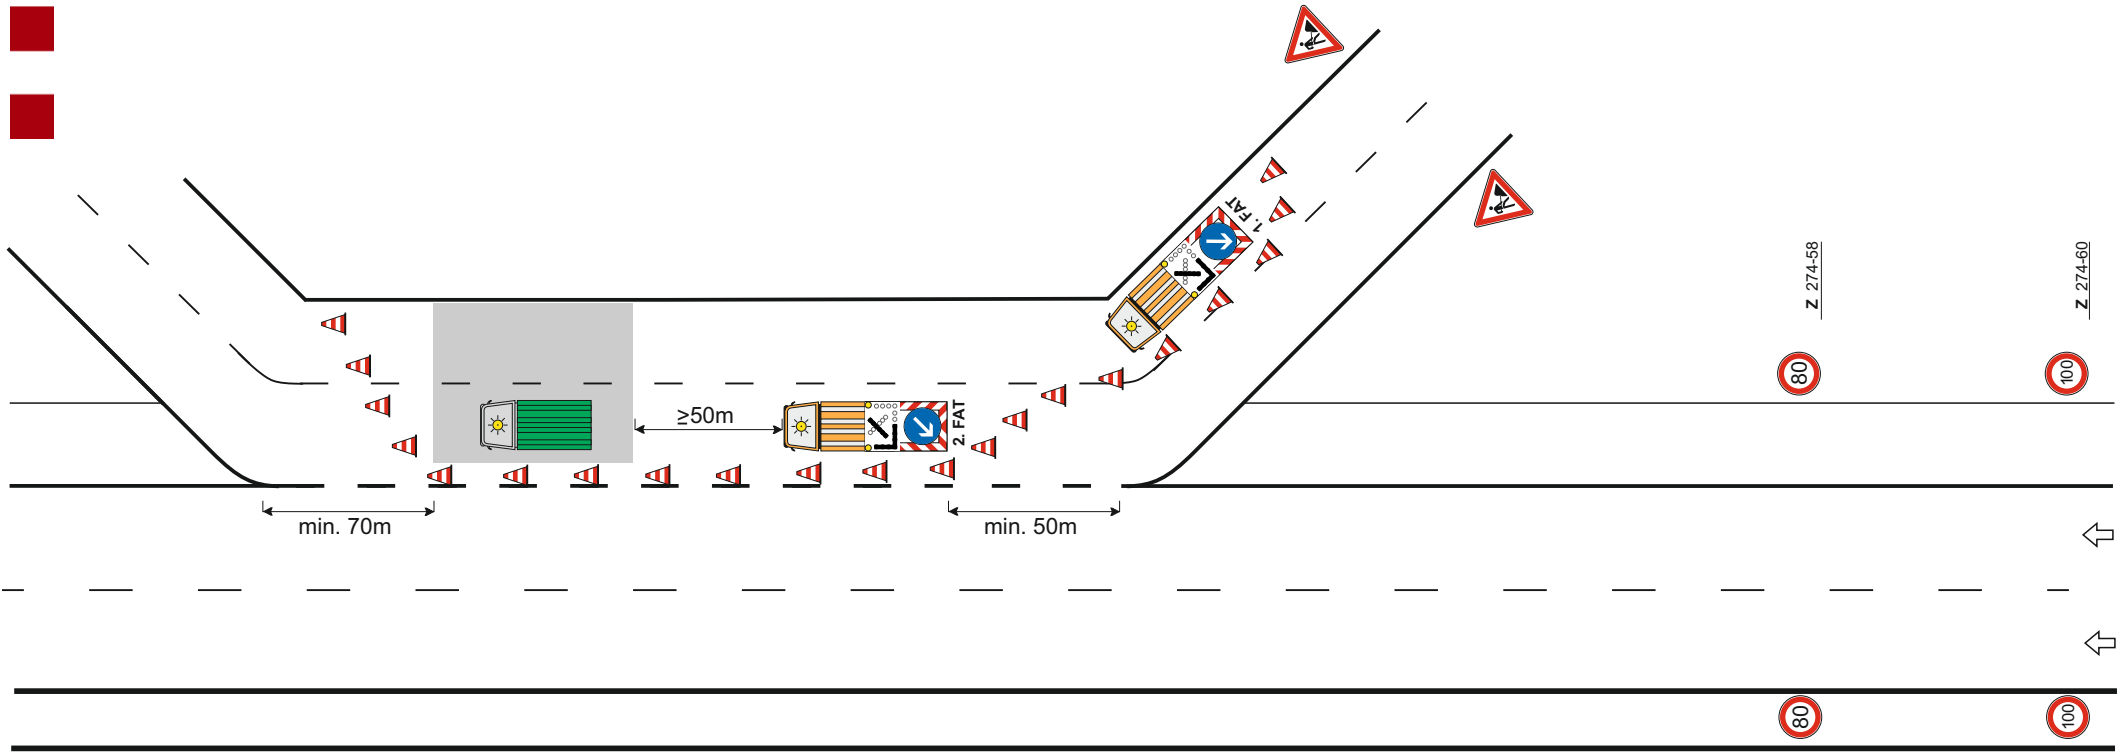 1. FAT
Z 274-58
Z 274-60
80
100
≥50m
2. FAT
min. 70m
min. 50m
80
100